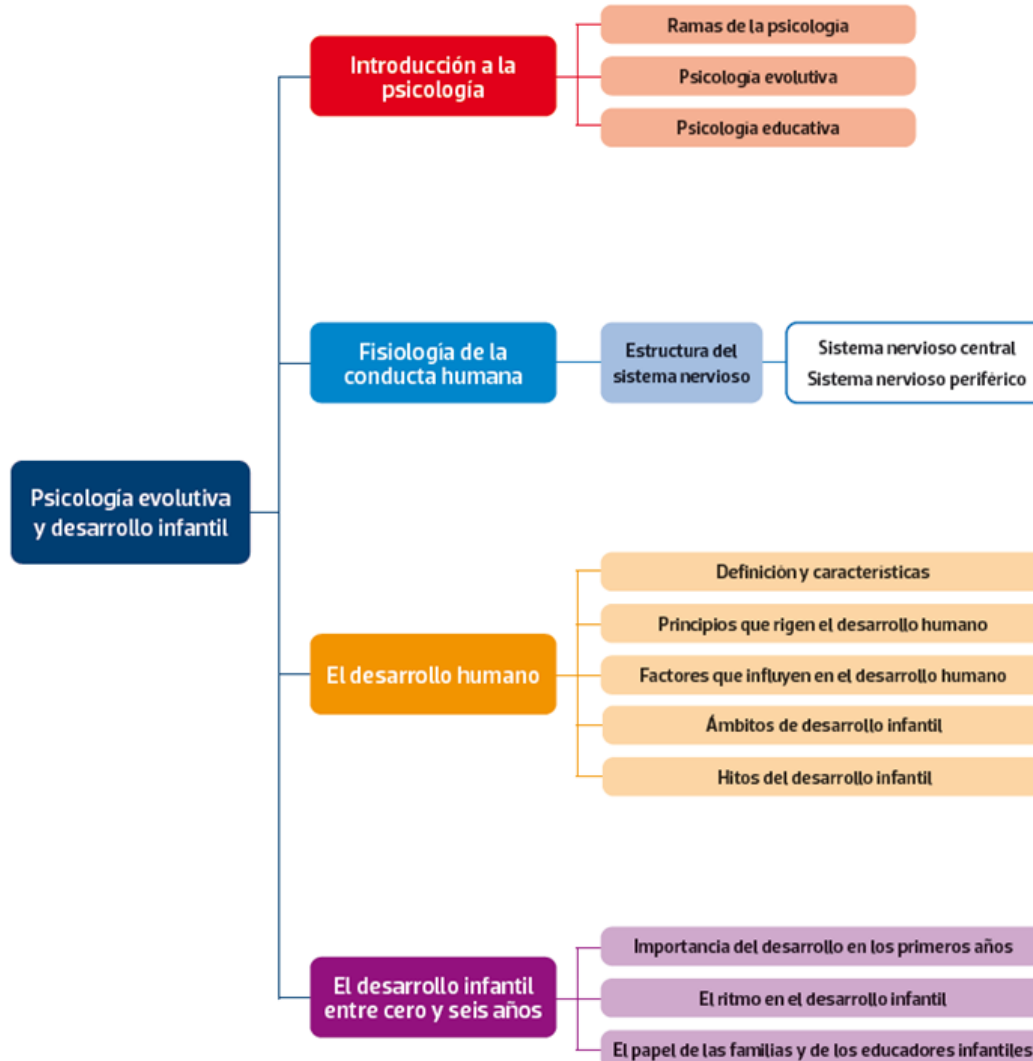 Psicología evolutiva
y desarrollo infantil
Introducción a la
psicología
Ramas de la psicología
Psicología evolutiva
Psicología educativa
Fisiología de la
conducta humana
Estructura del
sistema nervioso
Sistema nervioso central
Sistema nervioso periférico
El desarrollo humano
Definición y características
Principios que rigen el desarrollo humano
Factores que influyen en el desarrollo humano
Ámbitos de desarrollo infantil
Hitos del desarrollo infantil
El desarrollo infantil
entre cero y seis años
Importancia del desarrollo en los primeros años
El ritmo en el desarrollo infantil
El papel de las familias y de los educadores infantiles